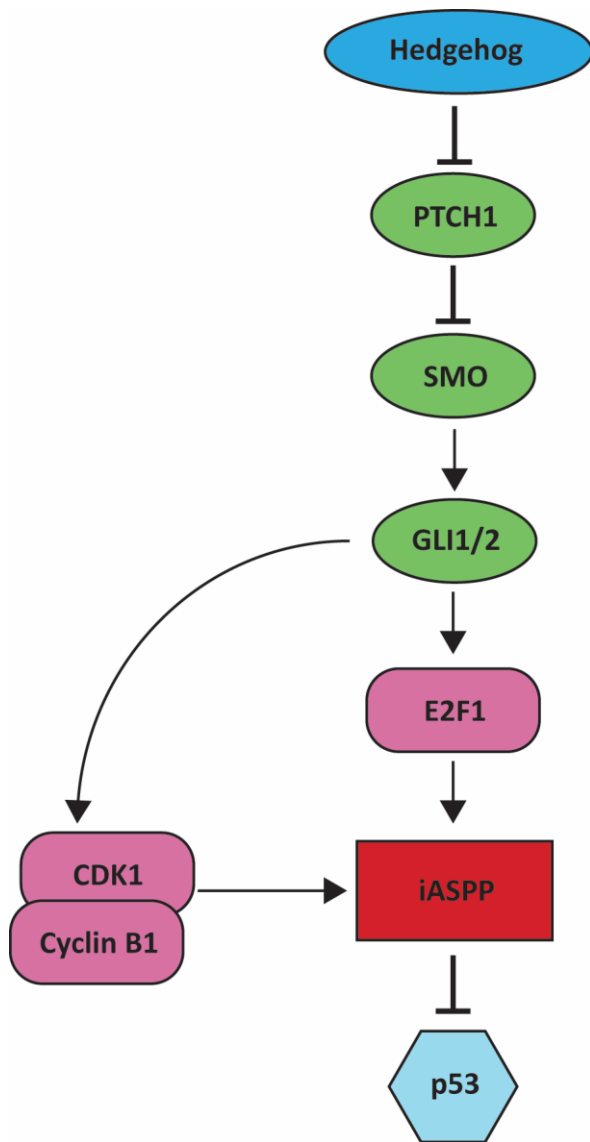 Hedgehog
PTCH1
SMO
GLI1/2
E2F1
CDK1
iASPP
Cyclin B1
p53